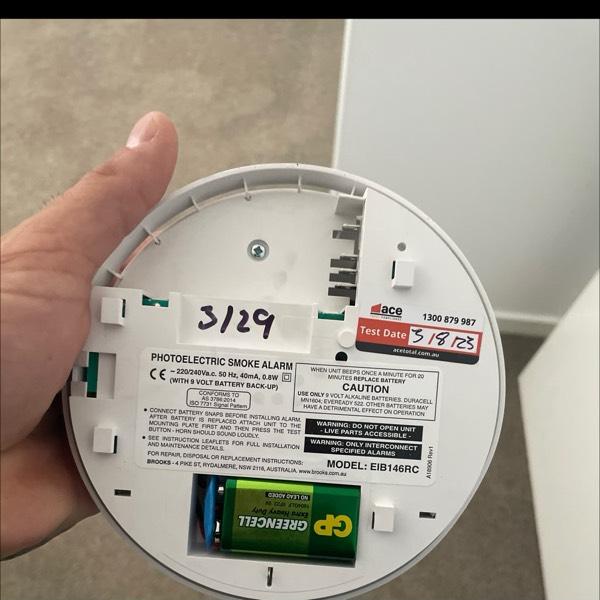 3/29
ace
1300 879 987
Test Date 3/8/23
acetotal.com.au
PHOTOELECTRIC SMOKE ALARM
CE ~ 220/240Va.c. 50 Hz, 40mA, 0.8W
(WITH 9 VOLT BATTERY BACK-UP)
CONFORMS TO
AS 3786:2014
ISO 7731 Signal Pattern
• CONNECT BATTERY SNAPS BEFORE INSTALLING ALARM.
AFTER BATTERY IS REPLACED ATTACH UNIT TO THE
MOUNTING PLATE FIRST AND THEN PRESS THE TEST
BUTTON - HORN SHOULD SOUND LOUDLY.
• SEE INSTRUCTION LEAFLETS FOR FULL INSTALLATION
AND MAINTENANCE DETAILS.
FOR REPAIR, DISPOSAL OR REPLACEMENT INSTRUCTIONS:
BROOKS - 4 PIKE ST, RYDALMERE, NSW 2116, AUSTRALIA. www.brooks.com.au
WHEN UNIT BEEPS ONCE A MINUTE FOR 20
MINUTES REPLACE BATTERY
CAUTION
USE ONLY 9 VOLT ALKALINE BATTERIES. DURACELL
MN1604; EVEREADY 522. OTHER BATTERIES MAY
HAVE A DETRIMENTAL EFFECT ON OPERATION
WARNING: DO NOT OPEN UNIT
- LIVE PARTS ACCESSIBLE -
WARNING: ONLY INTERCONNECT
SPECIFIED ALARMS
MODEL: EIB146RC
A18906 Rev1
GP
GREENCELL
Extra Heavy Duty
1604GLF 6F22 9V
NO LEAD ADDED